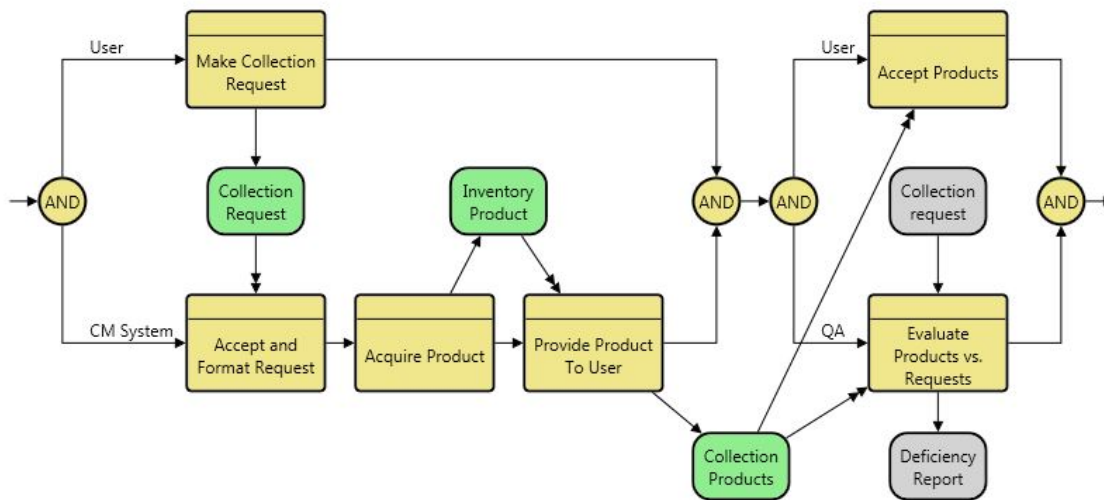 User
Make Collection
Request
User
Accept Products
AND
Collection
Request
Inventory
Product
AND
AND
Collection
request
AND
CM System
Accept and
Format Request
Acquire Product
Provide Product
To User
QA
Evaluate
Products vs.
Requests
Collection
Products
Deficiency
Report